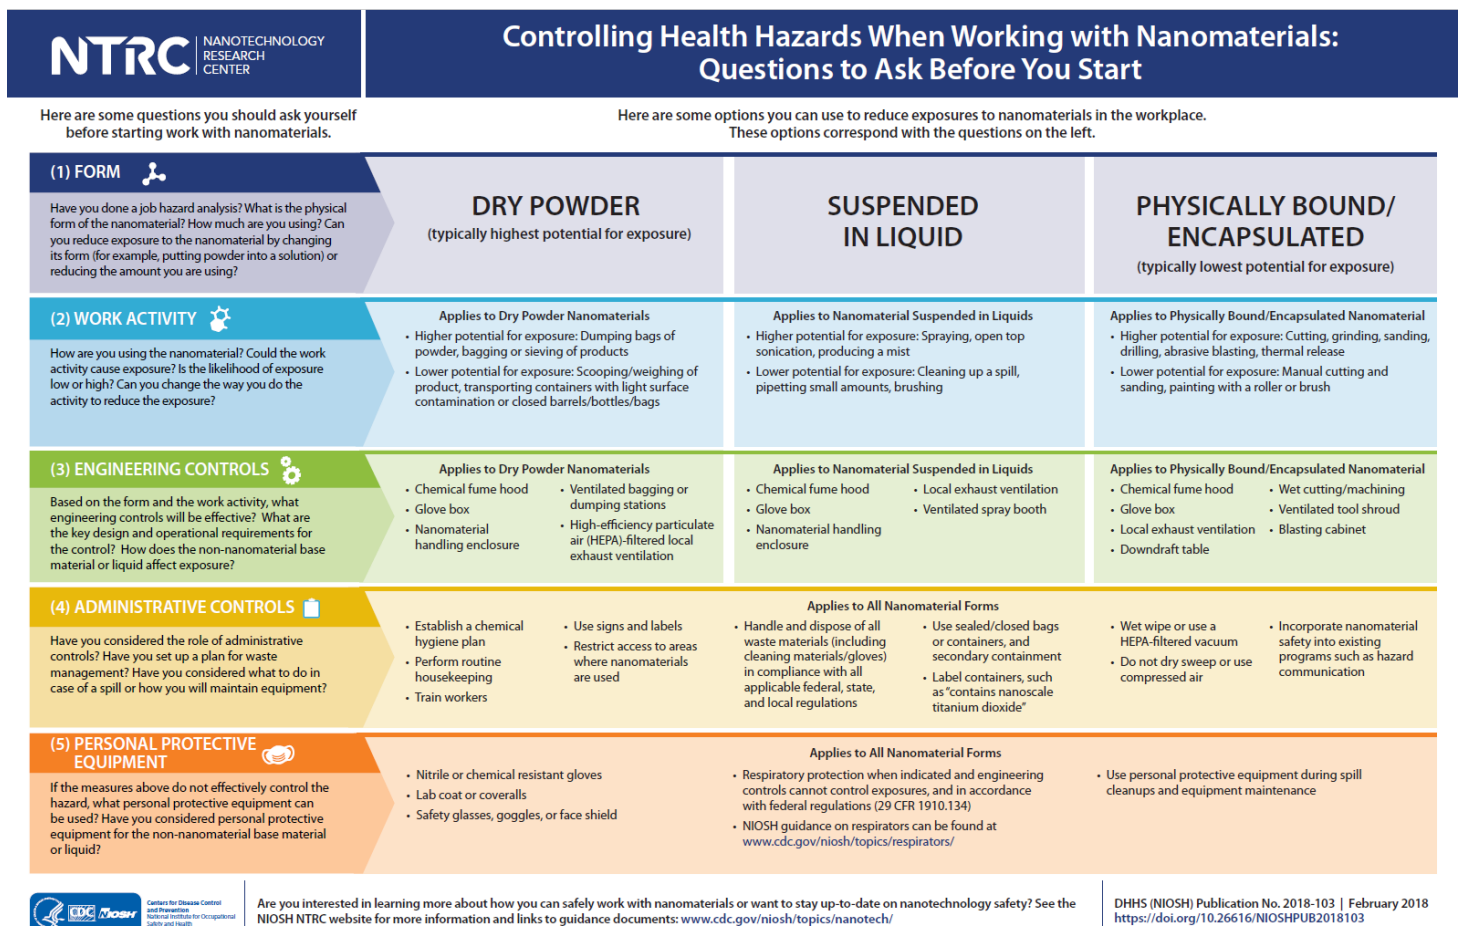 NTRC
NANOTECHNOLOGY
RESEARCH
CENTER
Controlling Health Hazards When Working with Nanomaterials:
Questions to Ask Before You Start
Here are some questions you should ask yourself
before starting work with nanomaterials.
Here are some options you can use to reduce exposures to nanomaterials in the workplace.
These options correspond with the questions on the left.
(1) FORM
Have you done a job hazard analysis? What is the physical
form of the nanomaterial? How much are you using? Can
you reduce exposure to the nanomaterial by changing
its form (for example, putting powder into a solution) or
reducing the amount you are using?
DRY POWDER
(typically highest potential for exposure)
SUSPENDED
IN LIQUID
PHYSICALLY BOUND/
ENCAPSULATED
(typically lowest potential for exposure)
(2) WORK ACTIVITY
How are you using the nanomaterial? Could the work
activity cause exposure? Is the likelihood of exposure
low or high? Can you change the way you do the
activity to reduce the exposure?
Applies to Dry Powder Nanomaterials
• Higher potential for exposure: Dumping bags of
powder, bagging or sieving of products
• Lower potential for exposure: Scooping/weighing of
product, transporting containers with light surface
contamination or closed barrels/bottles/bags
Applies to Nanomaterial Suspended in Liquids
• Higher potential for exposure: Spraying, open top
sonication, producing a mist
• Lower potential for exposure: Cleaning up a spill,
pipetting small amounts, brushing
Applies to Physically Bound/Encapsulated Nanomaterial
• Higher potential for exposure: Cutting, grinding, sanding,
drilling, abrasive blasting, thermal release
• Lower potential for exposure: Manual cutting and
sanding, painting with a roller or brush
(3) ENGINEERING CONTROLS
Based on the form and the work activity, what
engineering controls will be effective? What are
the key design and operational requirements for
the control? How does the non-nanomaterial base
material or liquid affect exposure?
Applies to Dry Powder Nanomaterials
• Chemical fume hood
• Glove box
• Nanomaterial
handling enclosure
• Ventilated bagging or
dumping stations
• High-efficiency particulate
air (HEPA)-filtered local
exhaust ventilation
Applies to Nanomaterial Suspended in Liquids
• Chemical fume hood
• Glove box
• Nanomaterial handling
enclosure
• Local exhaust ventilation
• Ventilated spray booth
Applies to Physically Bound/Encapsulated Nanomaterial
• Chemical fume hood
• Glove box
• Local exhaust ventilation
• Downdraft table
• Wet cutting/machining
• Ventilated tool shroud
• Blasting cabinet
(4) ADMINISTRATIVE CONTROLS
Have you considered the role of administrative
controls? Have you set up a plan for waste
management? Have you considered what to do in
case of a spill or how you will maintain equipment?
Applies to All Nanomaterial Forms
• Establish a chemical
hygiene plan
• Perform routine
housekeeping
• Train workers
• Use signs and labels
• Restrict access to areas
where nanomaterials
are used
• Handle and dispose of all
waste materials (including
cleaning materials/gloves)
in compliance with all
applicable federal, state,
and local regulations
• Use sealed/closed bags
or containers, and
secondary containment
• Label containers, such
as "contains nanoscale
titanium dioxide"
• Wet wipe or use a
HEPA-filtered vacuum
• Do not dry sweep or use
compressed air
• Incorporate nanomaterial
safety into existing
programs such as hazard
communication
(5) PERSONAL PROTECTIVE
EQUIPMENT
If the measures above do not effectively control the
hazard, what personal protective equipment can
be used? Have you considered personal protective
equipment for the non-nanomaterial base material
or liquid?
Applies to All Nanomaterial Forms
• Nitrile or chemical resistant gloves
• Lab coat or coveralls
• Safety glasses, goggles, or face shield
• Respiratory protection when indicated and engineering
controls cannot control exposures, and in accordance
with federal regulations (29 CFR 1910.134)
• NIOSH guidance on respirators can be found at
www.cdc.gov/niosh/topics/respirators/
• Use personal protective equipment during spill
cleanups and equipment maintenance
CDC NIOSH
Centers for Disease Control
and Prevention
National Institute for Occupational
Safety and Health
Are you interested in learning more about how you can safely work with nanomaterials or want to stay up-to-date on nanotechnology safety? See the
NIOSH NTRC website for more information and links to guidance documents: www.cdc.gov/niosh/topics/nanotech/
DHHS (NIOSH) Publication No. 2018-103 | February 2018
https://doi.org/10.26616/NIOSHPUB2018103